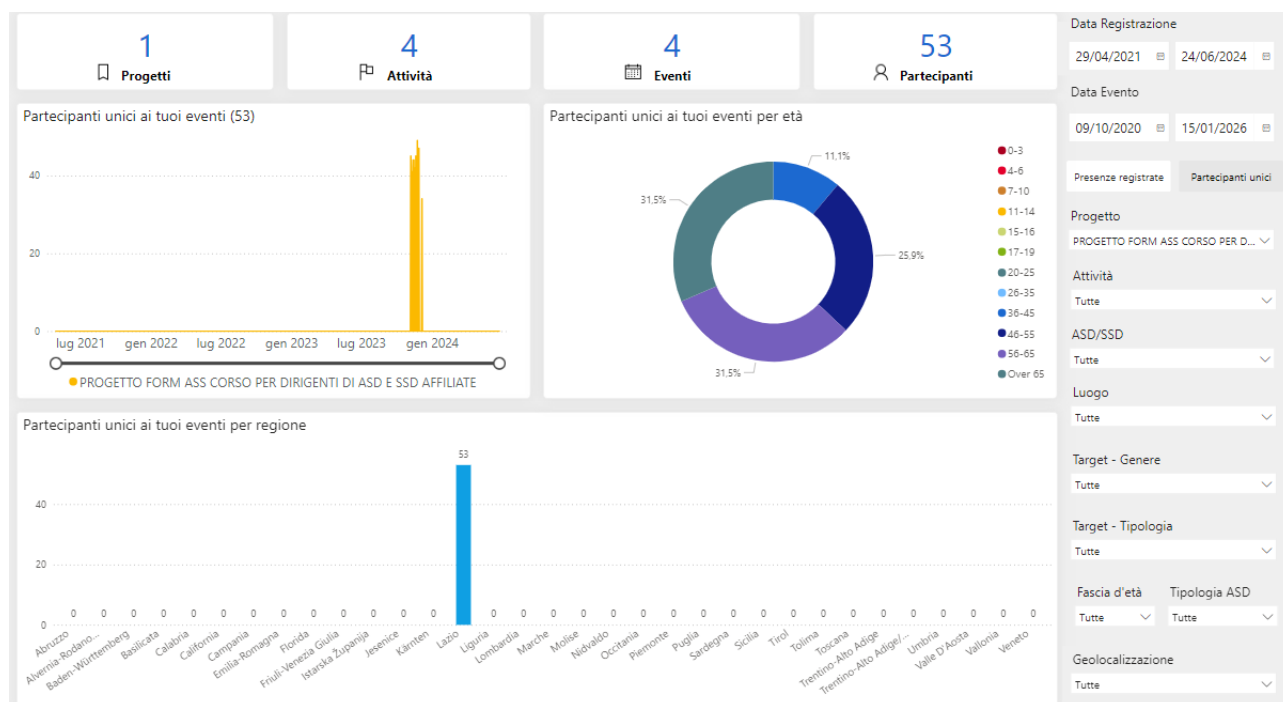 1
Progetti
4
Attività
4
Eventi
53
Partecipanti
Partecipanti unici ai tuoi eventi (53)
40
20
0
lug 2021 gen 2022 lug 2022 gen 2023 lug 2023 gen 2024
PROGETTO FORM ASS CORSO PER DIRIGENTI DI ASD E SSD AFFILIATE
Partecipanti unici ai tuoi eventi per età
11,1%
31,5%
25,9%
31,5%
0-3
4-6
7-10
11-14
15-16
17-19
20-25
26-35
36-45
46-55
56-65
Over 65
Partecipanti unici ai tuoi eventi per regione
53
40
20
0
0 0 0 0 0 0 0 0 0 0 0 0 0 0 0 0 0 0 0 0 0 0 0 0 0 0 0 0 0 0 0
Abruzzo
Alvernia-Rodano...
Baden-Württemberg
Basilicata
Calabria
California
Campania
Emilia-Romagna
Florida
Friuli-Venezia Giulia
Istarska Županija
Jesenice
Kärnten
Lazio
Liguria
Lombardia
Marche
Molise
Nidvaldo
Occitania
Piemonte
Puglia
Sardegna
Sicilia
Tirol
Tolima
Toscana
Trentino-Alto Adige
Trentino-Alto Adige/...
Umbria
Valle D'Aosta
Vallonia
Veneto
Data Registrazione
29/04/2021 24/06/2024
Data Evento
09/10/2020 15/01/2026
Presenze registrate Partecipanti unici
Progetto
PROGETTO FORM ASS CORSO PER D...
Attività
Tutte
ASD/SSD
Tutte
Luogo
Tutte
Target - Genere
Tutte
Target - Tipologia
Tutte
Fascia d'età Tipologia ASD
Tutte Tutte
Geolocalizzazione
Tutte